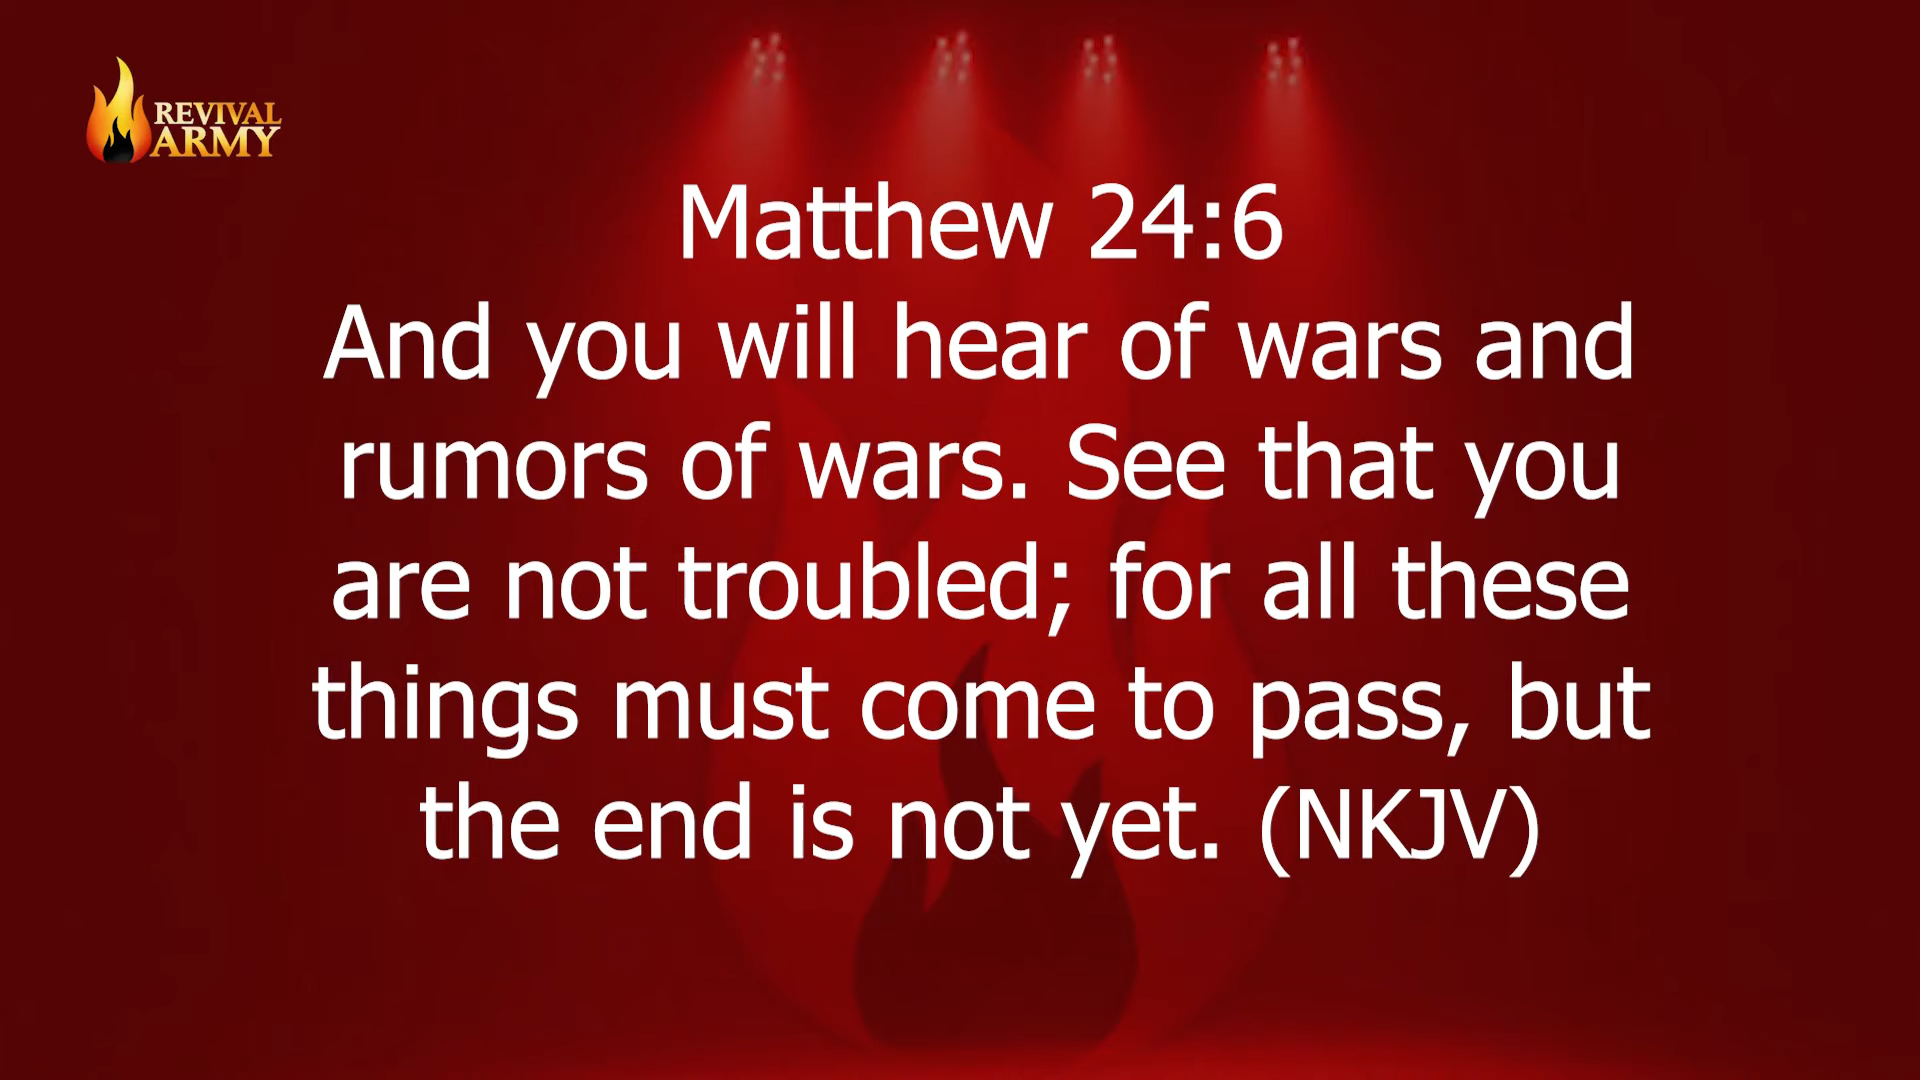 REVIVAL
ARMY
Matthew 24:6
And you will hear of wars and
rumors of wars. See that you
are not troubled; for all these
things must come to pass, but
the end is not yet. (NKJV)